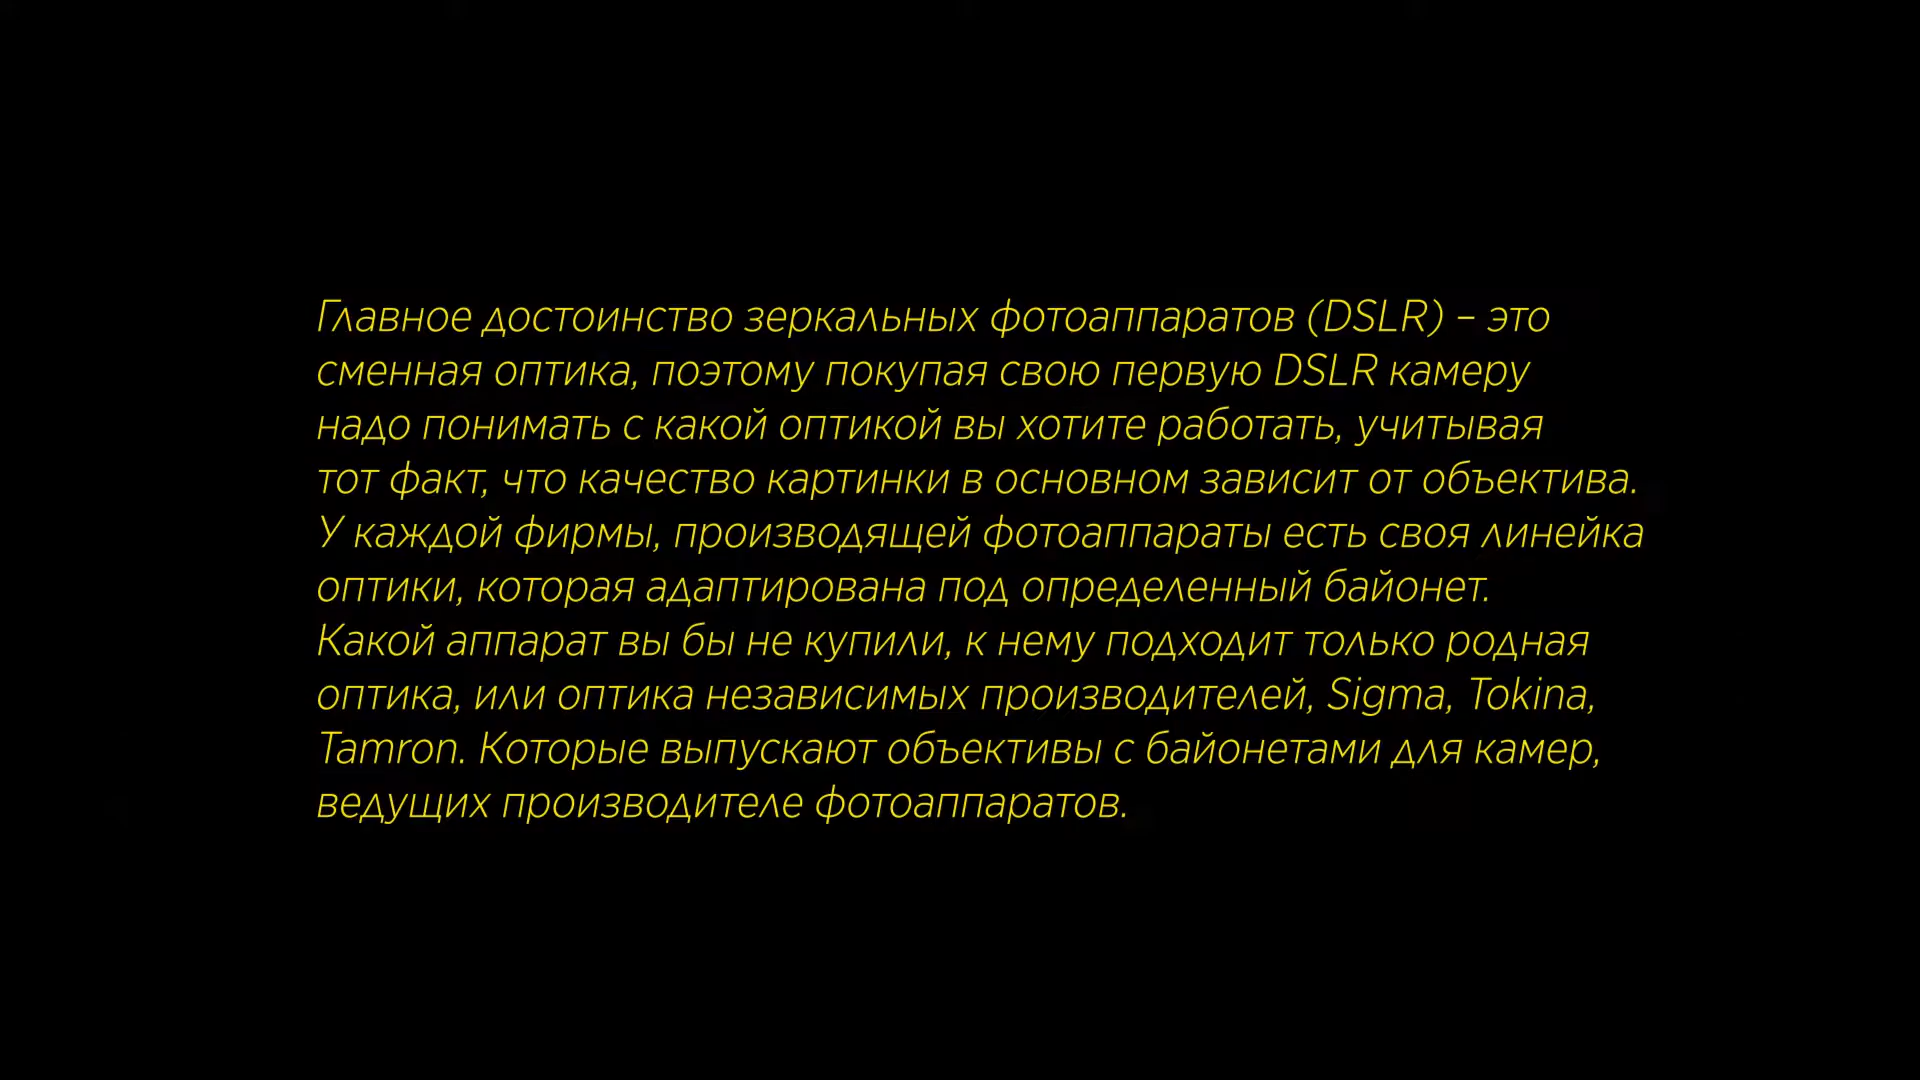 Главное достоинство зеркальных фотоаппаратов (DSLR) – это
сменная оптика, поэтому покупая свою первую DSLR камеру
надо понимать с какой оптикой вы хотите работать, учитывая
тот факт, что качество картинки в основном зависит от объектива.
У каждой фирмы, производящей фотоаппараты есть своя линейка
оптики, которая адаптирована под определенный байонет.
Какой аппарат вы бы не купили, к нему подходит только родная
оптика, или оптика независимых производителей, Sigma, Tokina,
Tamron. Которые выпускают объективы с байонетами для камер,
ведущих производителе фотоаппаратов.